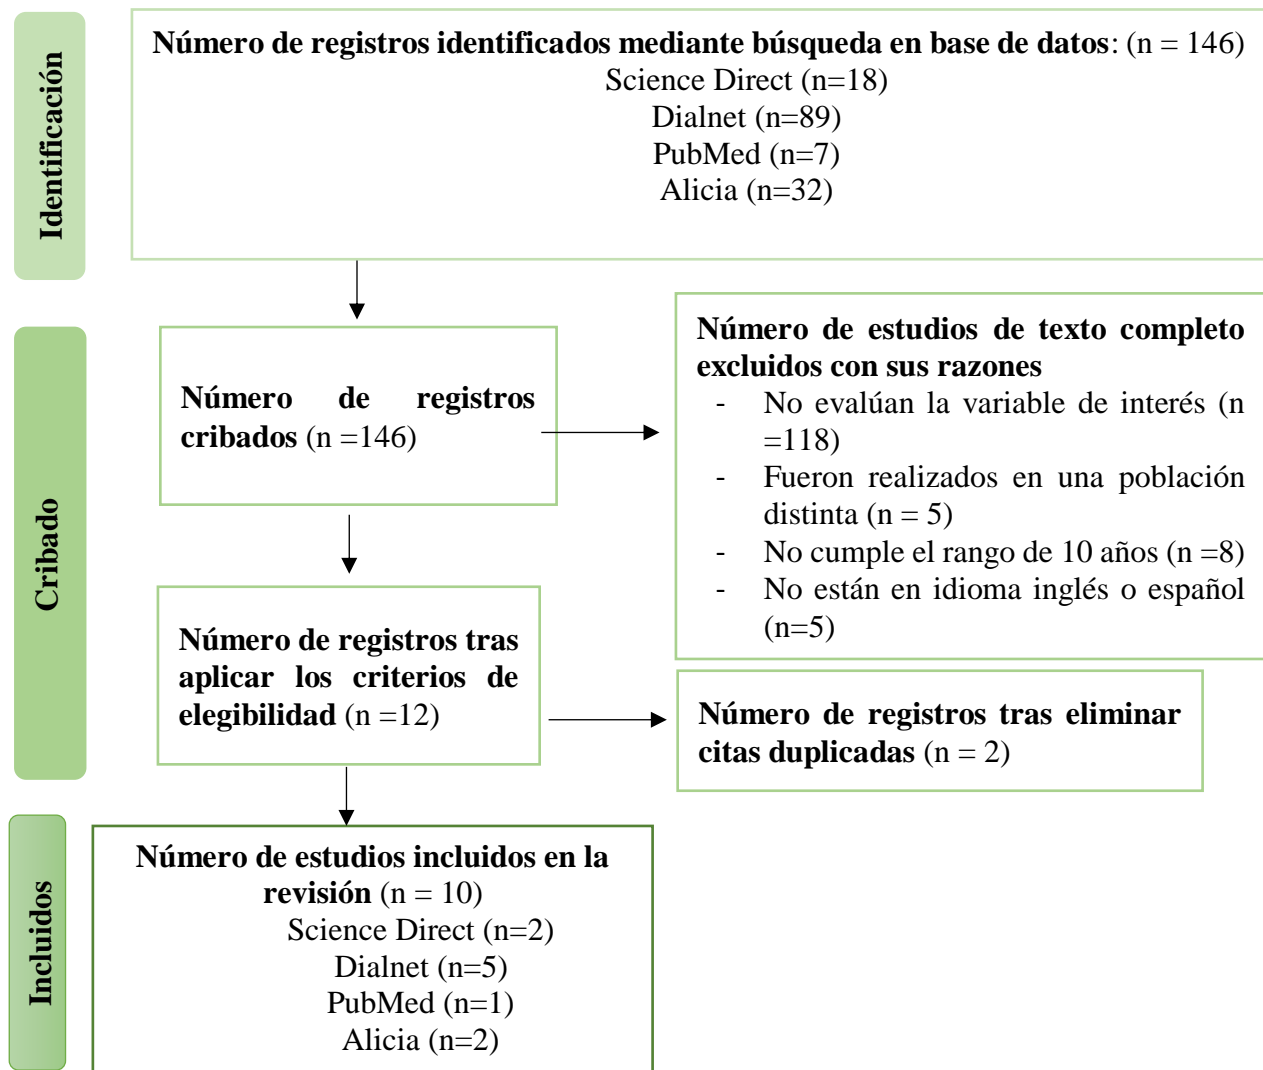 Identificación
Número de registros identificados mediante búsqueda en base de datos: (n = 146)
Science Direct (n=18)
Dialnet (n=89)
PubMed (n=7)
Alicia (n=32)
Cribado
Número de registros
cribados (n =146)
Número de estudios de texto completo
excluidos con sus razones
- No evalúan la variable de interés (n
=118)
- Fueron realizados en una población
distinta (n = 5)
- No cumple el rango de 10 años (n =8)
- No están en idioma inglés o español
(n=5)
Número de registros tras
aplicar los criterios de
elegibilidad (n =12)
Número de registros tras eliminar
citas duplicadas (n = 2)
Incluidos
Número de estudios incluidos en la
revisión (n = 10)
Science Direct (n=2)
Dialnet (n=5)
PubMed (n=1)
Alicia (n=2)